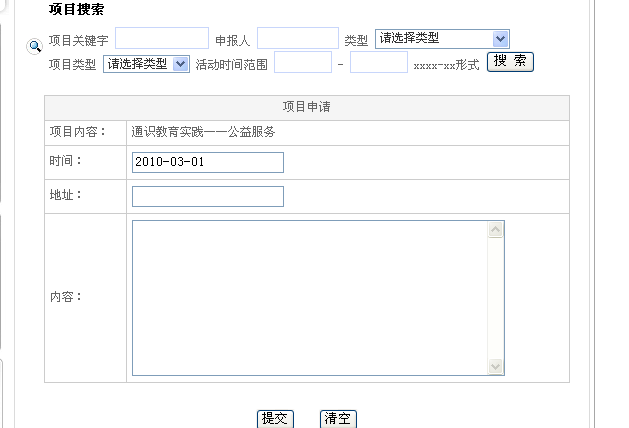 项目搜索
项目关键字 申报人 类型 请选择类型
项目类型 请选择类型 活动时间范围 - xxxx-xx形式 搜 索
项目申请
项目内容： 通识教育实践一一公益服务
时间： 2010-03-01
地址：
内容：
提交 清空